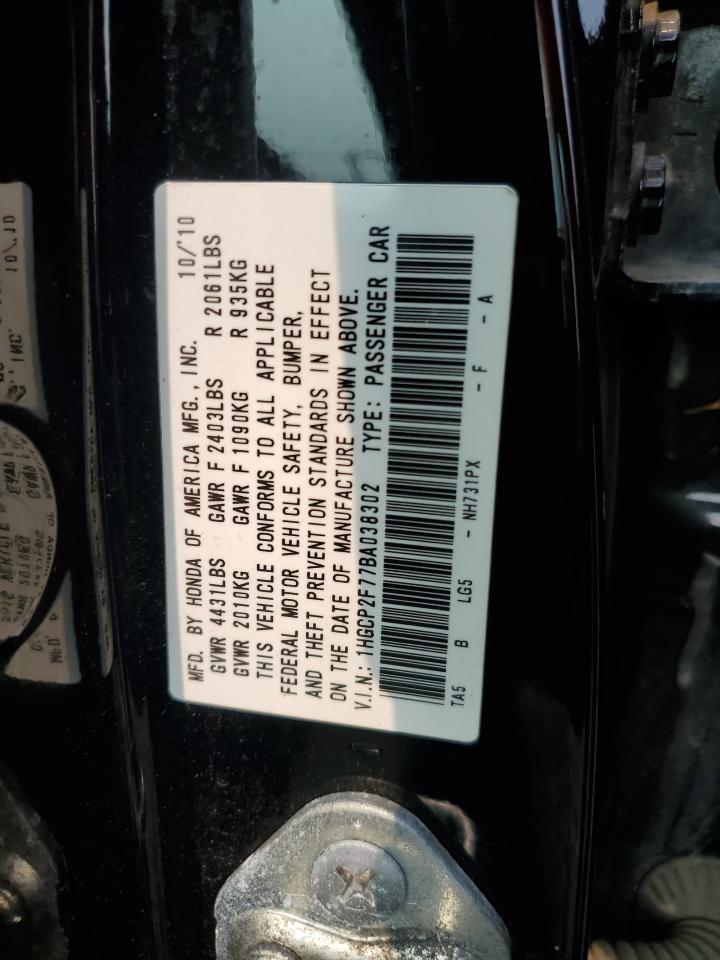 MFD. BY HONDA OF AMERICA MFG., INC. 10/'10
GVWR 4431LBS GAWR F 2403LBS R 2061LBS
GVWR 2010KG GAWR F 1090KG R 935KG
THIS VEHICLE CONFORMS TO ALL APPLICABLE
FEDERAL MOTOR VEHICLE SAFETY, BUMPER,
AND THEFT PREVENTION STANDARDS IN EFFECT
ON THE DATE OF MANUFACTURE SHOWN ABOVE.
V.I.N.: 1HGCP2F77BA038302 TYPE: PASSENGER CAR
TA5 B LG5 - NH731PX - F - A